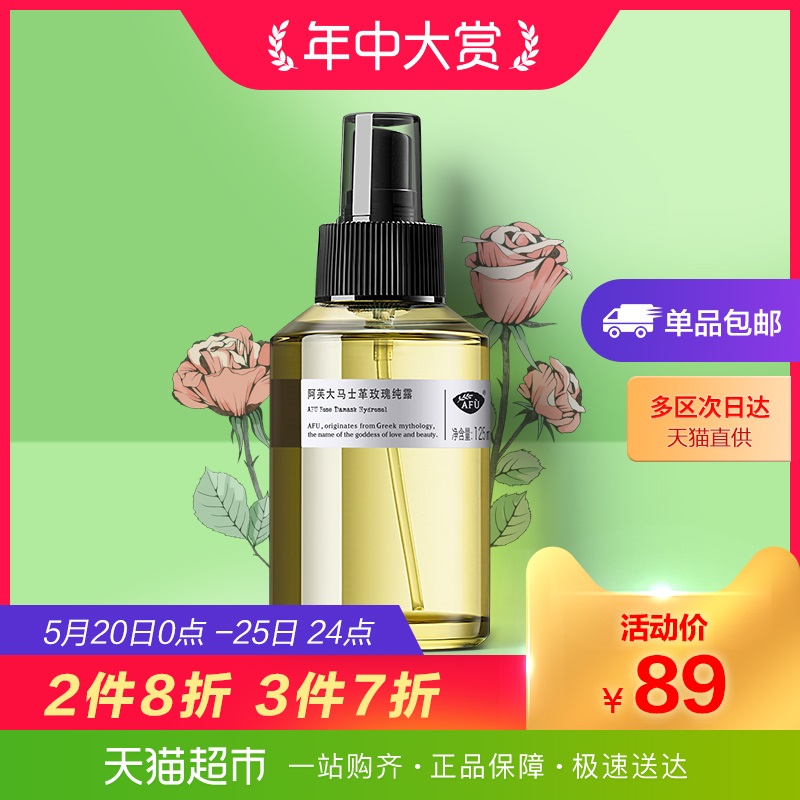 年中大赏
单品包邮
多区次日达
天猫直供
阿芙大马士革玫瑰纯露
AFU Rose Damask Hydrosol
AFU, originates from Greek mythology,
the name of the goddess of love and beauty.
AFU
净含量:125m
5月20日0点 -25日 24点
2件8折 3件7折
活动价
¥ 89
天猫超市 一站购齐·正品保障·极速送达